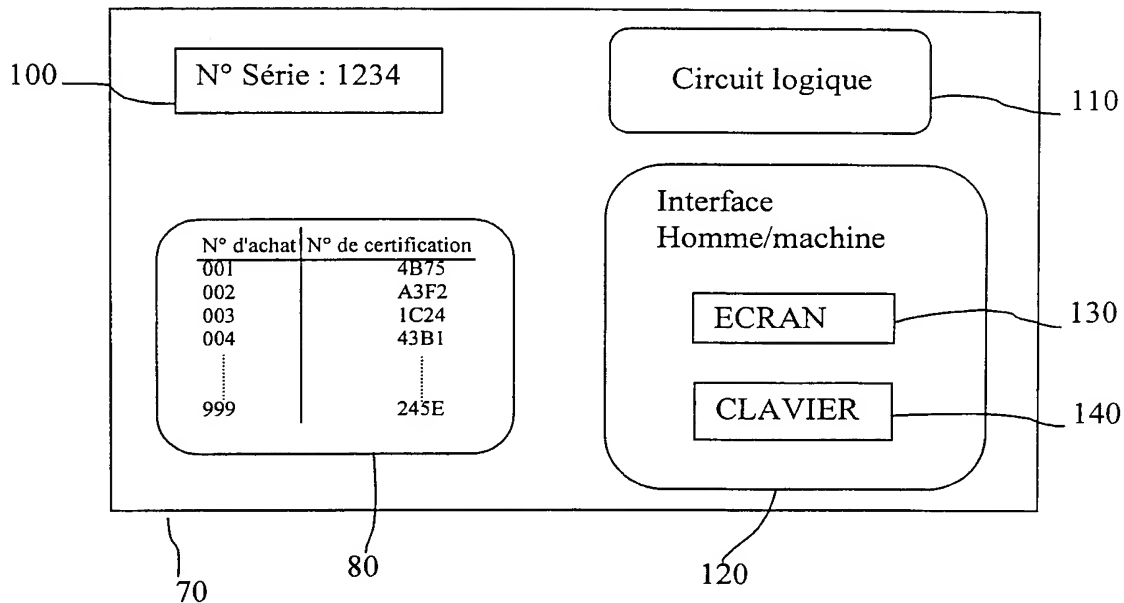 100
N° Série : 1234
Circuit logique
110
Interface
Homme/machine
N° d'achat N° de certification
001 4B75
002 A3F2
003 1C24
004 43B1
999 245E
ECRAN
130
CLAVIER
140
80
120
70